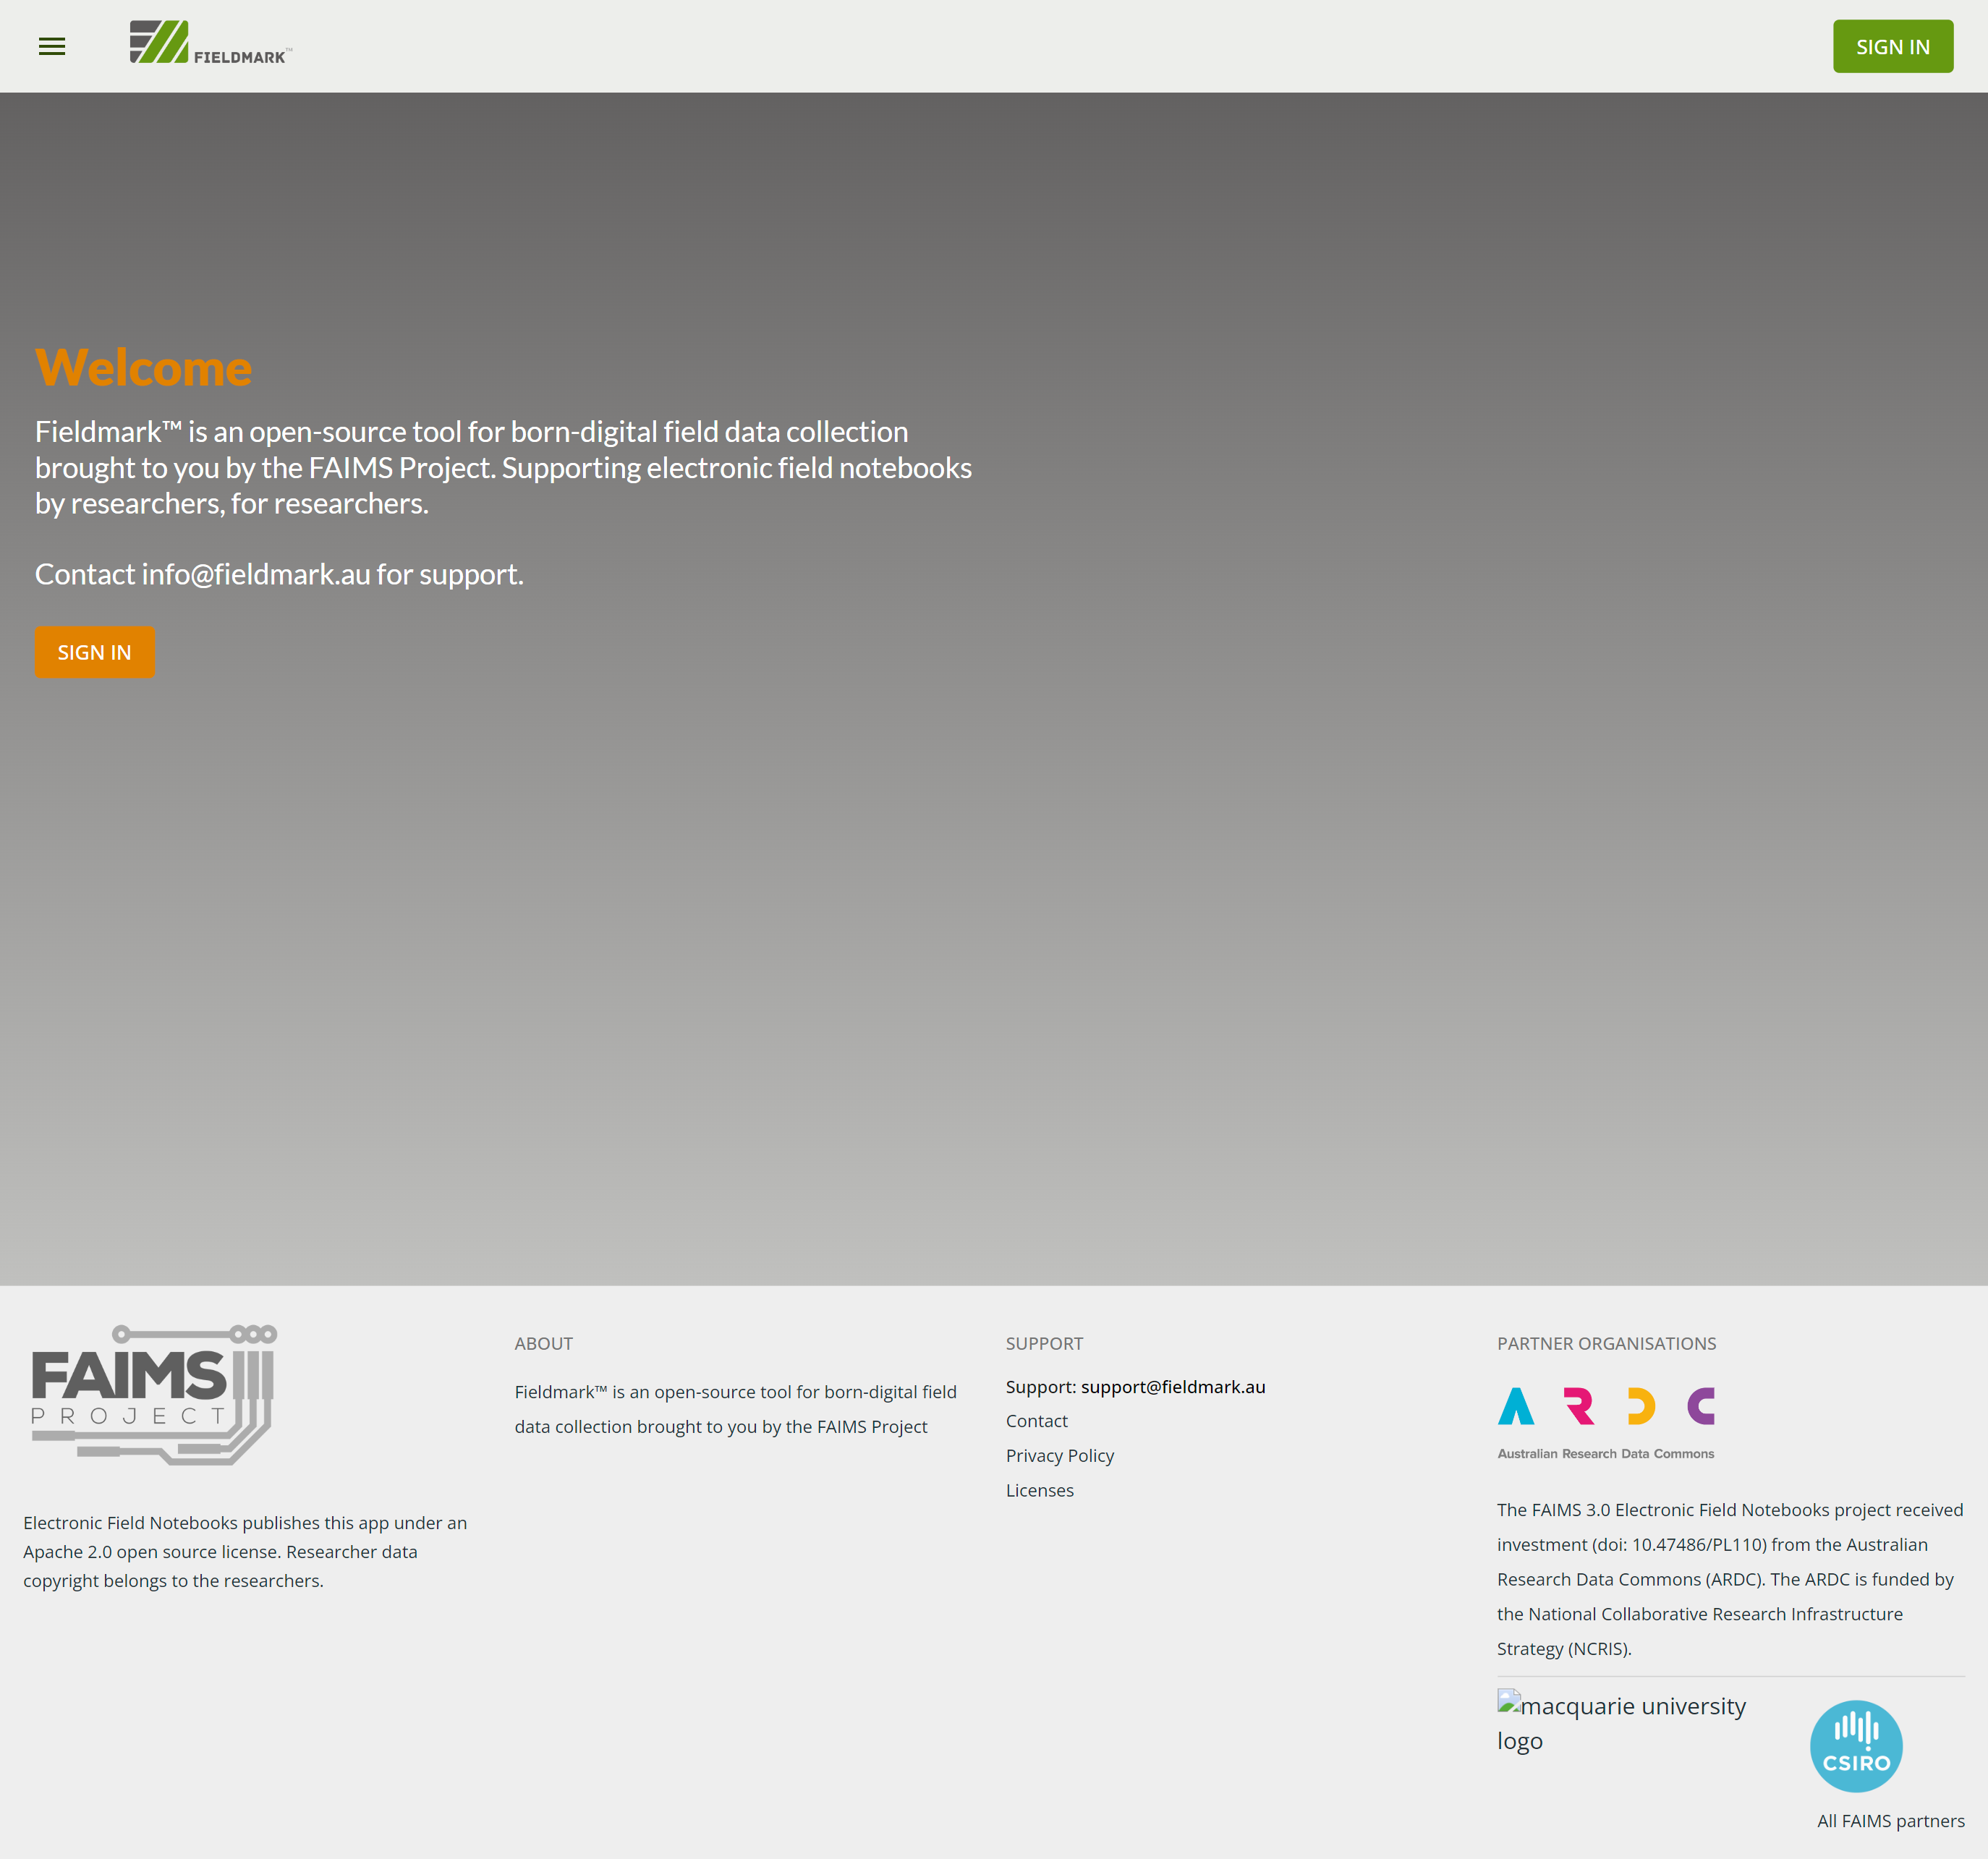 FIELDMARK™
SIGN IN
Welcome
Fieldmark™ is an open-source tool for born-digital field data collection
brought to you by the FAIMS Project. Supporting electronic field notebooks
by researchers, for researchers.
Contact info@fieldmark.au for support.
SIGN IN
FAIMS
PROJECT
Electronic Field Notebooks publishes this app under an
Apache 2.0 open source license. Researcher data
copyright belongs to the researchers.
ABOUT
Fieldmark™ is an open-source tool for born-digital field
data collection brought to you by the FAIMS Project
SUPPORT
Support: support@fieldmark.au
Contact
Privacy Policy
Licenses
PARTNER ORGANISATIONS
ARDC
Australian Research Data Commons
The FAIMS 3.0 Electronic Field Notebooks project received
investment (doi: 10.47486/PL110) from the Australian
Research Data Commons (ARDC). The ARDC is funded by
the National Collaborative Research Infrastructure
Strategy (NCRIS).
macquarie university
logo
CSIRO
All FAIMS partners